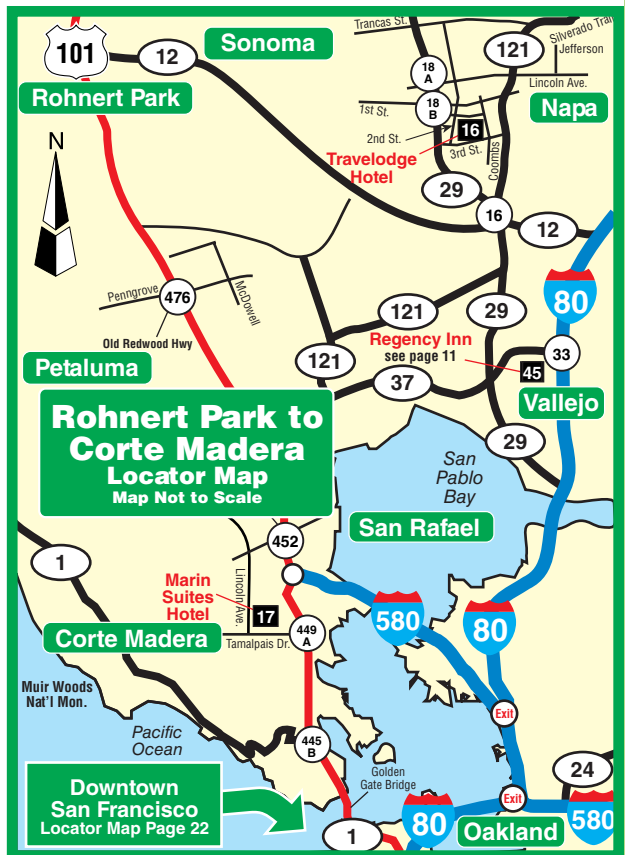 Trancas St.
Silverado Trail
101
12
Sonoma
121
Jefferson
18
A
Lincoln Ave.
Rohnert Park
18
B
1st St.
Napa
2nd St.
16
3rd St.
Coombs
N
Travelodge
Hotel
29
16
12
80
Penngrove
476
McDowell
Old Redwood Hwy
121
29
Regency Inn
see page 11
33
121
45
Petaluma
37
Vallejo
Rohnert Park to
Corte Madera
Locator Map
Map Not to Scale
29
San
Pablo
Bay
San Rafael
452
1
Marin
Suites
Hotel
Lincoln Ave.
17
580
80
Corte Madera
449
A
Tamalpais Dr.
Muir Woods
Nat'l Mon.
Exit
Pacific
Ocean
445
B
24
Golden
Gate Bridge
Downtown
San Francisco
Locator Map Page 22
Exit
1
80
Oakland
580